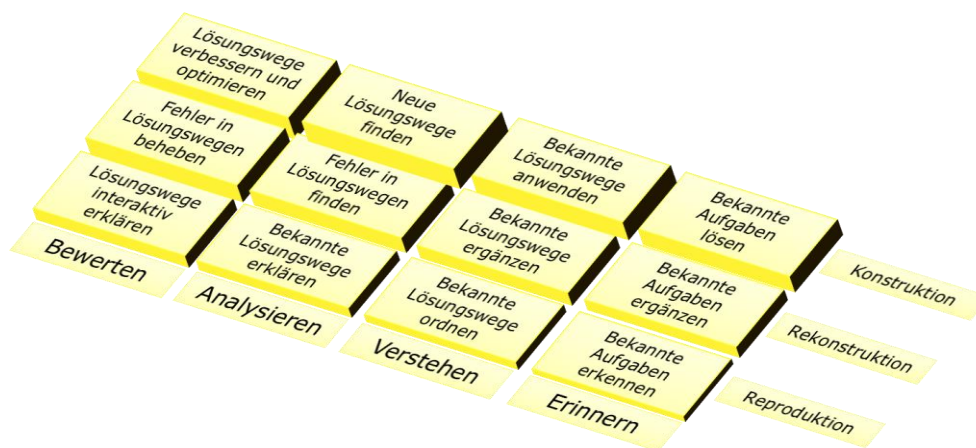 Lösungswege
verbessern und
optimieren
Neue
Lösungswege
finden
Bekannte
Lösungswege
anwenden
Bekannte
Aufgaben
lösen
Konstruktion
Fehler in
Lösungswegen
beheben
Fehler in
Lösungswegen
finden
Bekannte
Lösungswege
ergänzen
Bekannte
Aufgaben
ergänzen
Rekonstruktion
Lösungswege
interaktiv
erklären
Bekannte
Lösungswege
erklären
Bekannte
Lösungswege
ordnen
Bekannte
Aufgaben
erkennen
Reproduktion
Bewerten
Analysieren
Verstehen
Erinnern